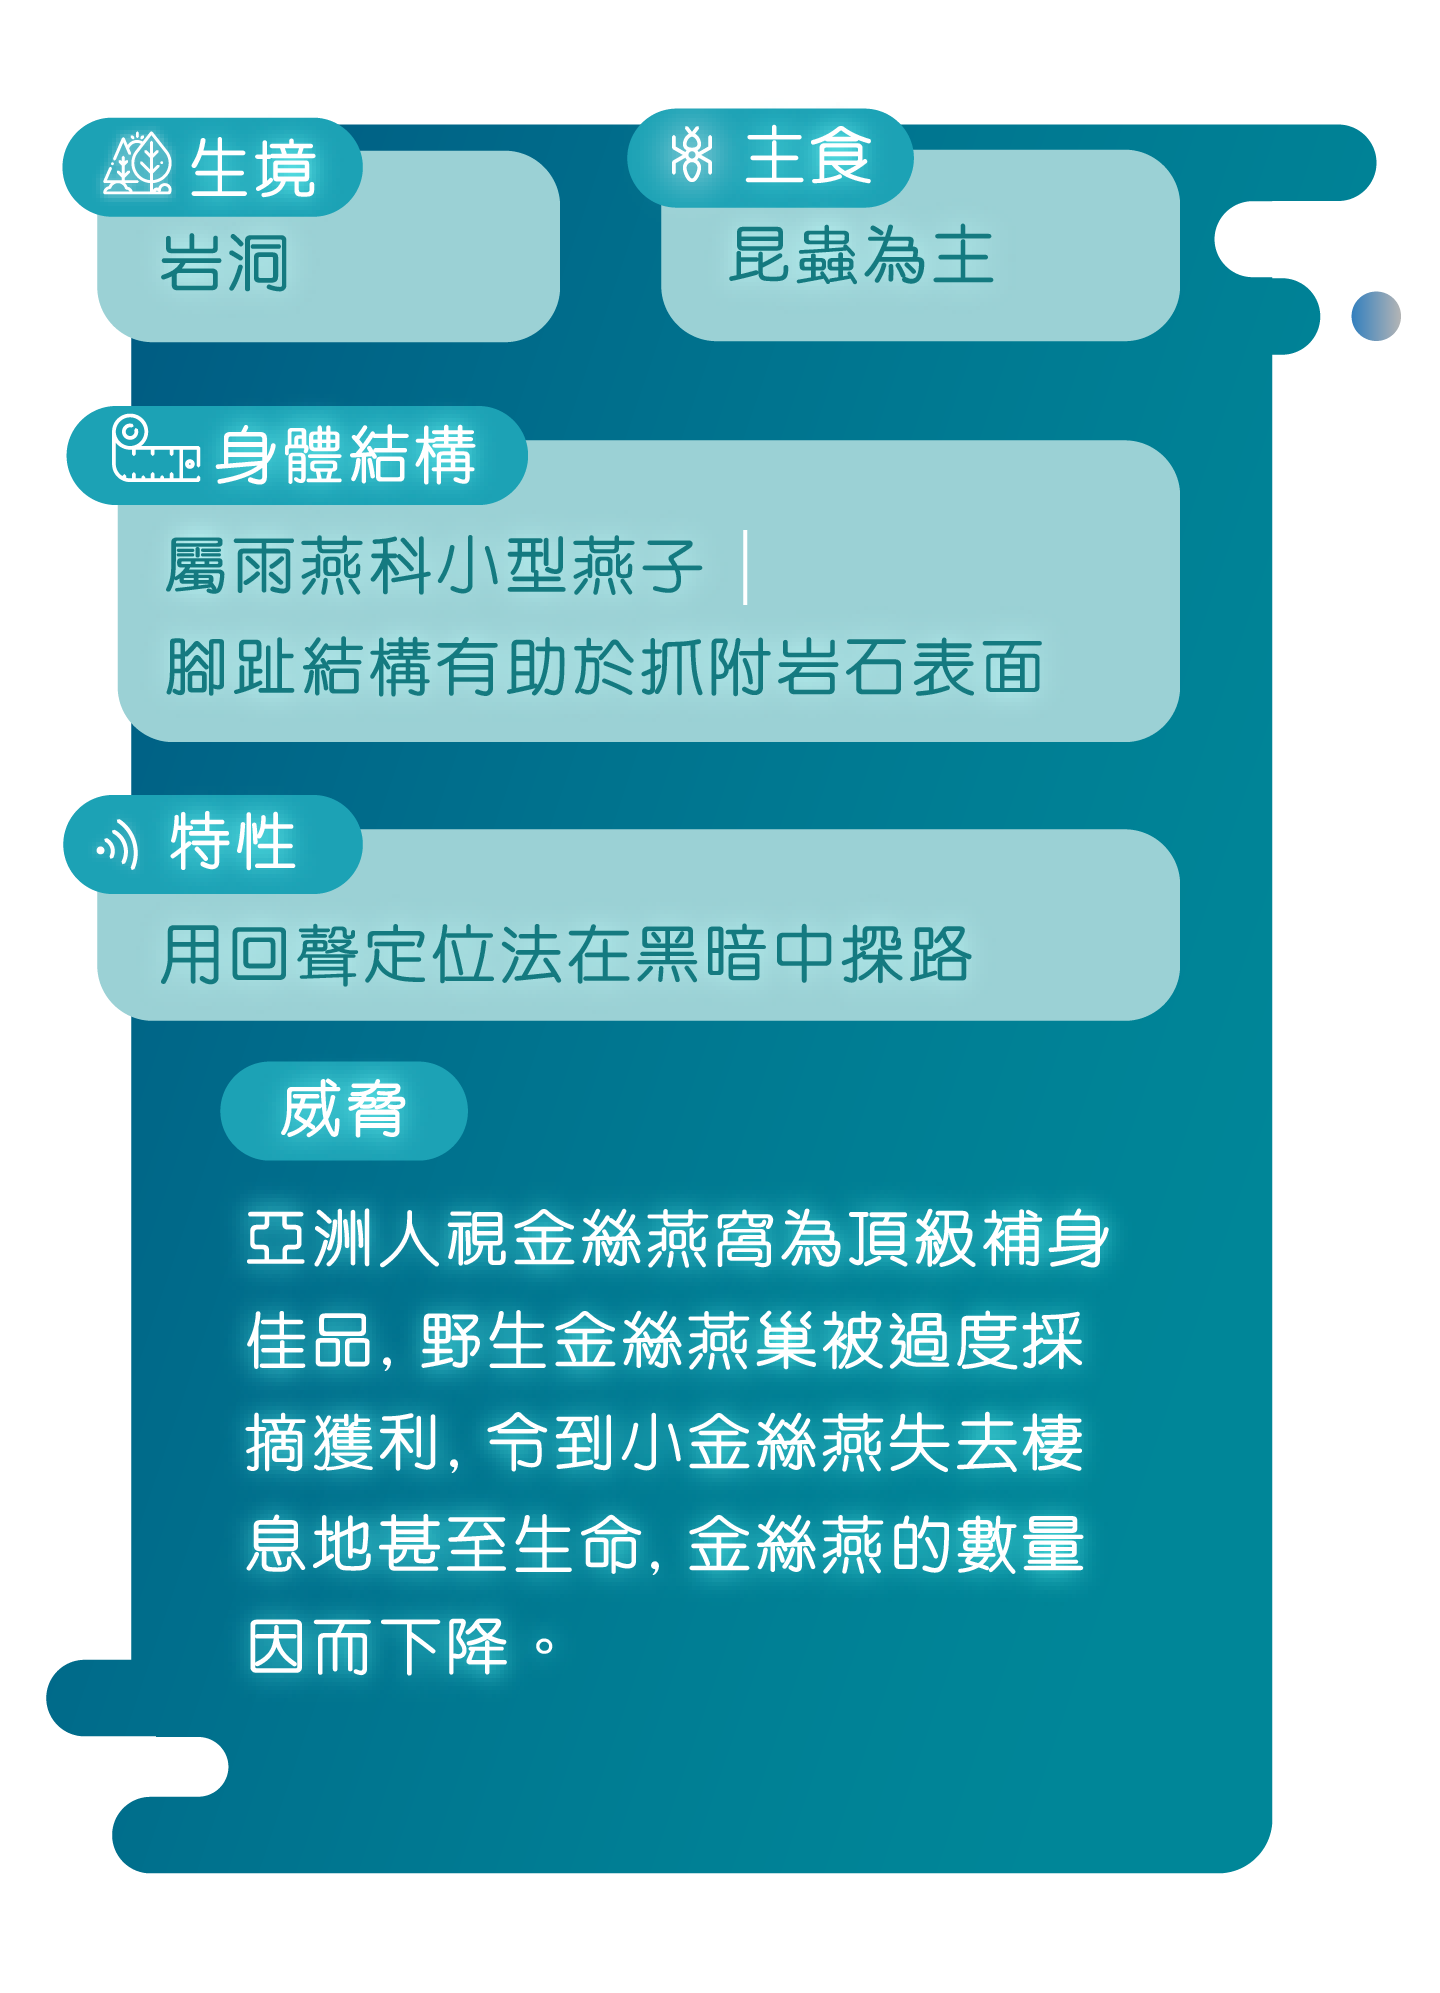 生境
岩洞
主食
昆蟲為主
身體結構
屬雨燕科小型燕子
腳趾結構有助於抓附岩石表面
特性
用回聲定位法在黑暗中探路
威脅
亞洲人視金絲燕窩為頂級補身
佳品, 野生金絲燕巢被過度採
摘獲利, 令到小金絲燕失去棲
息地甚至生命, 金絲燕的數量
因而下降。